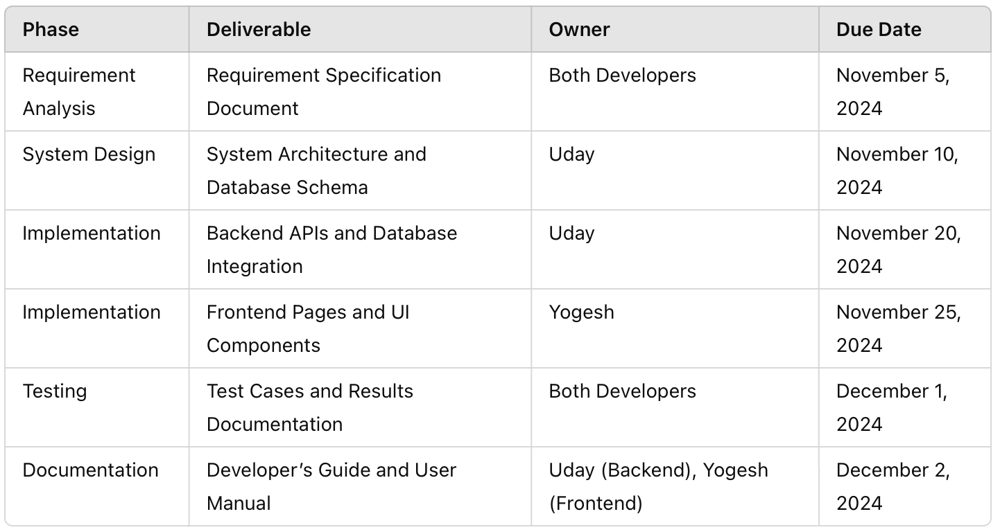 Phase Deliverable Owner Due Date
Requirement Analysis Requirement Specification Document Both Developers November 5, 2024
System Design System Architecture and Database Schema Uday November 10, 2024
Implementation Backend APIs and Database Integration Uday November 20, 2024
Implementation Frontend Pages and UI Components Yogesh November 25, 2024
Testing Test Cases and Results Documentation Both Developers December 1, 2024
Documentation Developer’s Guide and User Manual Uday (Backend), Yogesh (Frontend) December 2, 2024